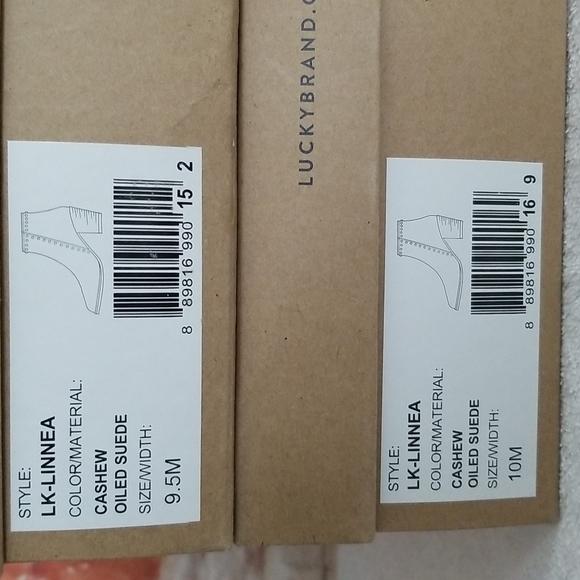 STYLE:
LK-LINNEA
COLOR/MATERIAL:
CASHEW
OILED SUEDE
SIZE/WIDTH:
9.5M
8 89816 990 15 2
LUCKYBRAND.C
STYLE:
LK-LINNEA
COLOR/MATERIAL:
CASHEW
OILED SUEDE
SIZE/WIDTH:
10M
8 89816 990 16 9